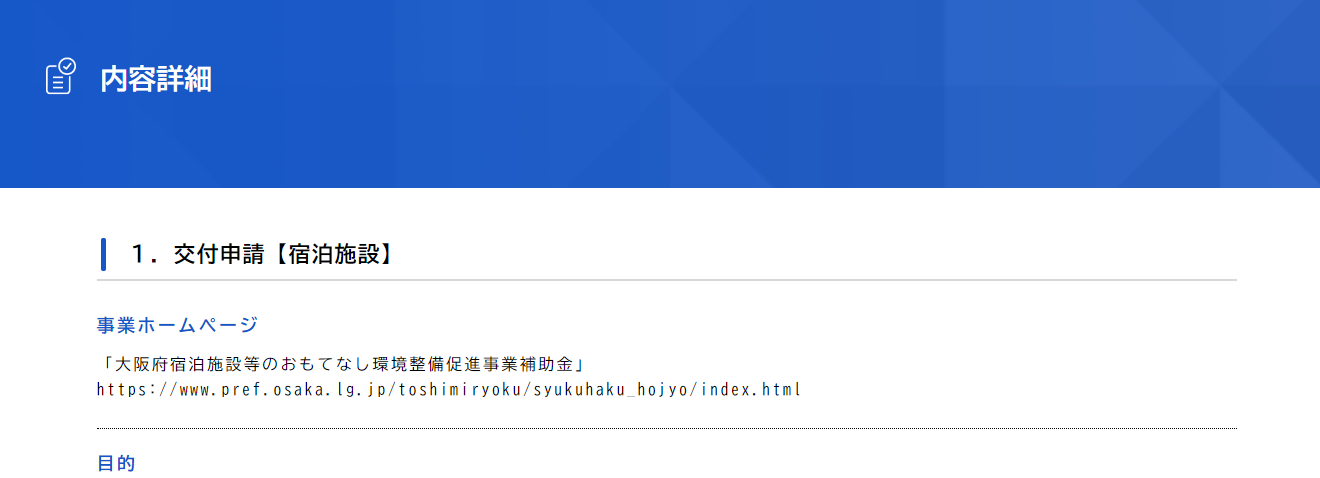 内容詳細
１．交付申請【宿泊施設】
事業ホームページ
「大阪府宿泊施設等のおもてなし環境整備促進事業補助金」
https://www.pref.osaka.lg.jp/toshimiryoku/syukuhaku_hojyo/index.html
目的